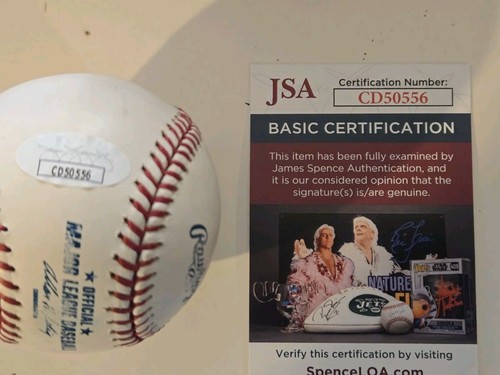 JSA
Certification Number:
CD50556
BASIC CERTIFICATION
This item has been fully examined by
James Spence Authentication, and
it is our considered opinion that the
signature(s) is/are genuine.
NATURE
JETS
Verify this certification by visiting
SpenceLOA.com
CD50556
OFFICIAL
MAJOR LEAGUE BASEBALL